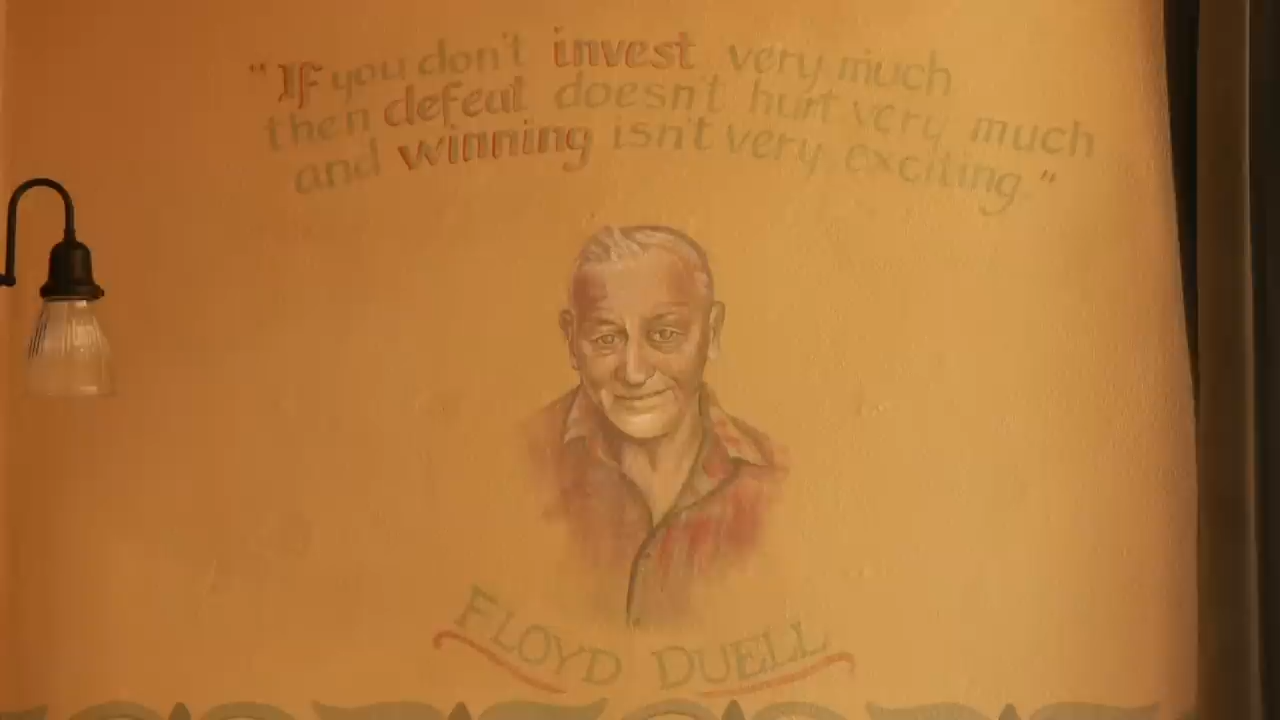 "If you don't invest very much
then defeat doesn't hurt very much
and winning isn't very exciting."
FLOYD DUELL